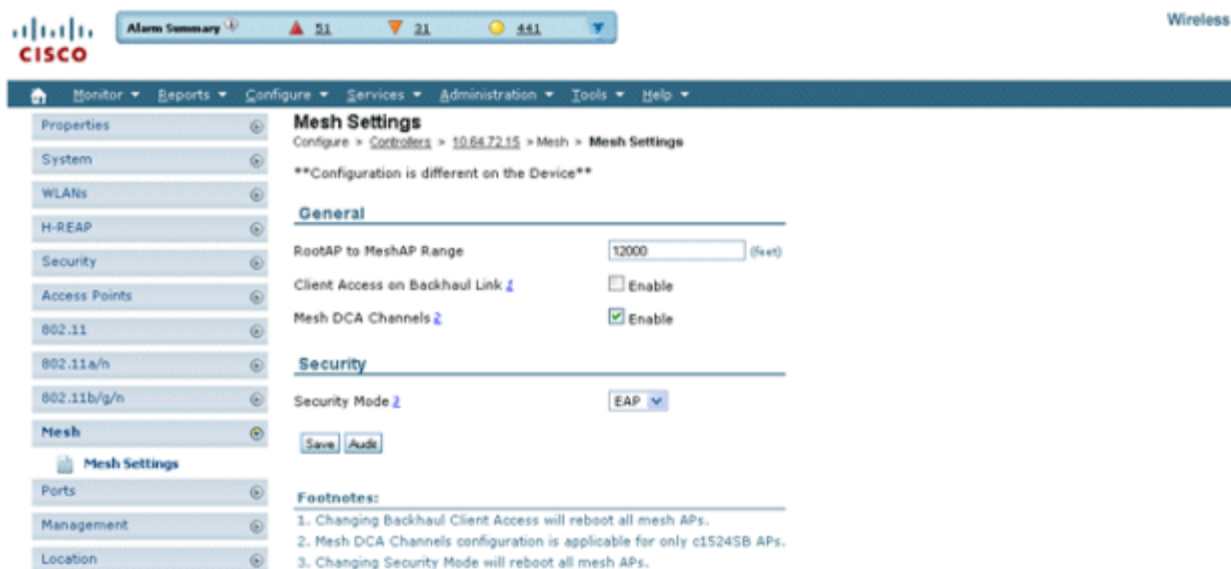 Alarm Summary 51 31 441
Wireless
CISCO
Monitor Reports Configure Services Administration Tools Help
Properties
System
WLANs
H-REAP
Security
Access Points
802.11
802.11a/n
802.11b/g/n
Mesh
Mesh Settings
Ports
Management
Location
Mesh Settings
Configure > Controllers > 10.64.72.15 > Mesh > Mesh Settings
**Configuration is different on the Device**
General
RootAP to MeshAP Range 12000 (feet)
Client Access on Backhaul Link 1 Enable
Mesh DCA Channels 2 Enable
Security
Security Mode 3 EAP
Save Audit
Footnotes:
1. Changing Backhaul Client Access will reboot all mesh APs.
2. Mesh DCA Channels configuration is applicable for only c1524SB APs.
3. Changing Security Mode will reboot all mesh APs.